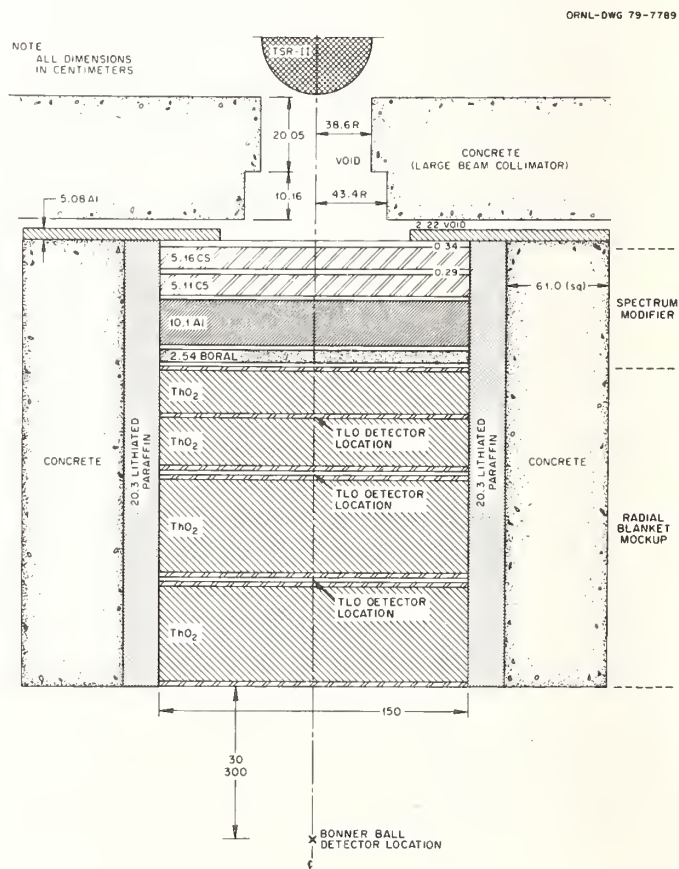 ORNL-DWG 79-7789
NOTE
ALL DIMENSIONS
IN CENTIMETERS
TSR-II
20.05
38.6 R
VOID
CONCRETE
(LARGE BEAM COLLIMATOR)
10.16
43.4 R
5.08 Al
2.22 VOID
0.34
5.16 CS
0.29
5.11 CS
61.0 (sq)
SPECTRUM
MODIFIER
10.1 Al
2.54 BORAL
ThO2
TLD DETECTOR
LOCATION
ThO2
CONCRETE
20.3 LITHIATED
PARAFFIN
TLD DETECTOR
LOCATION
20.3 LITHIATED
PARAFFIN
CONCRETE
ThO2
RADIAL
BLANKET
MOCKUP
TLD DETECTOR
LOCATION
ThO2
150
30
300
BONNER BALL
DETECTOR LOCATION